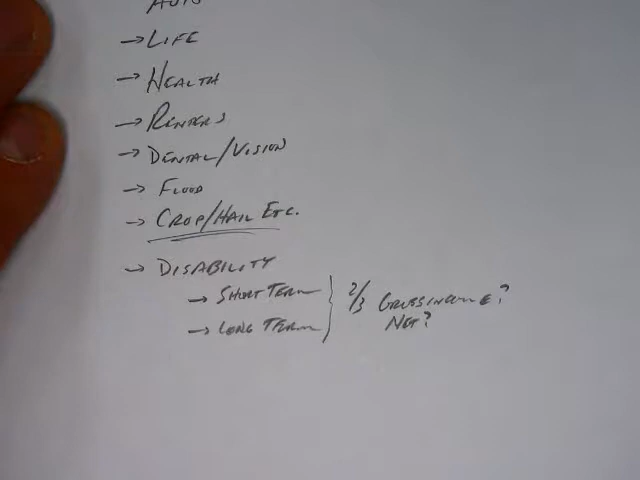 AUTO
→ LIFE
→ HEALTH
→ RENTERS
→ DENTAL/VISION
→ FLOOD
→ CROP/HAIL ETC.
→ DISABILITY
→ SHORT TERM } 2/3 GROSS INCOME?
→ LONG TERM } NET?